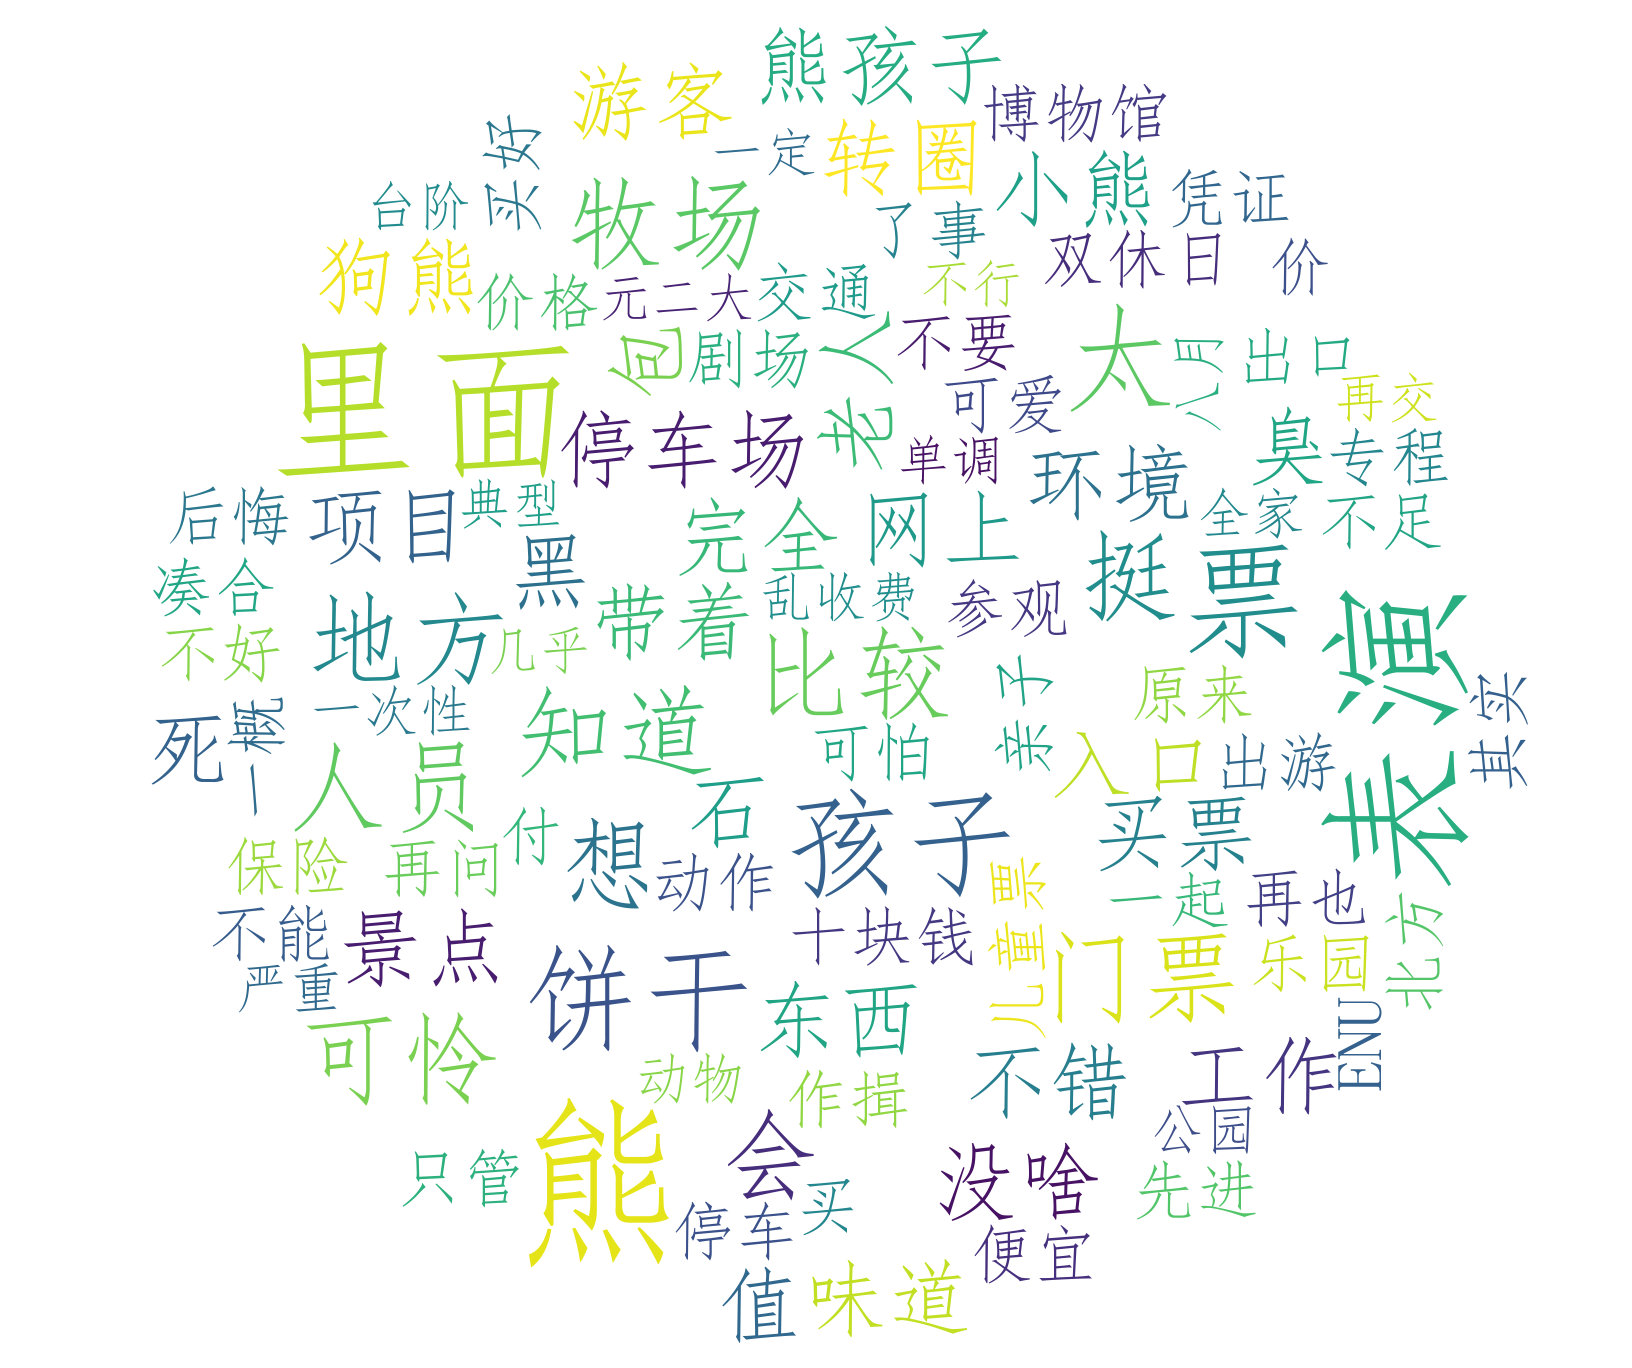 熊孩子
游客
博物馆
买好
一定
转圈
小熊
台阶
牧场
了事
凭证
狗熊
价格
元二大
交通
不行
双休日
价
里面
包
剧场
老人
不要
太
八月
出口
可爱
再交
停车场
单调
环境
臭
专程
后悔
项目
典型
黑
完全
网上
全家
不足
凑合
地方
带着
乱收费
参观
挺
票
表演
不好
几乎
比较
一概
一次性
死
人员
知道
可怕
亲子
原来
其实
石
入口
出游
保险
再问
付
想
动作
孩子
买票
不能
景点
十块钱
儿童票
一起
再也
北方
严重
饼干
东西
门票
乐园
ENU
可怜
动物
作揖
不错
工作
只管
熊
会
停车
买
没啥
公园
先进
便宜
值
味道